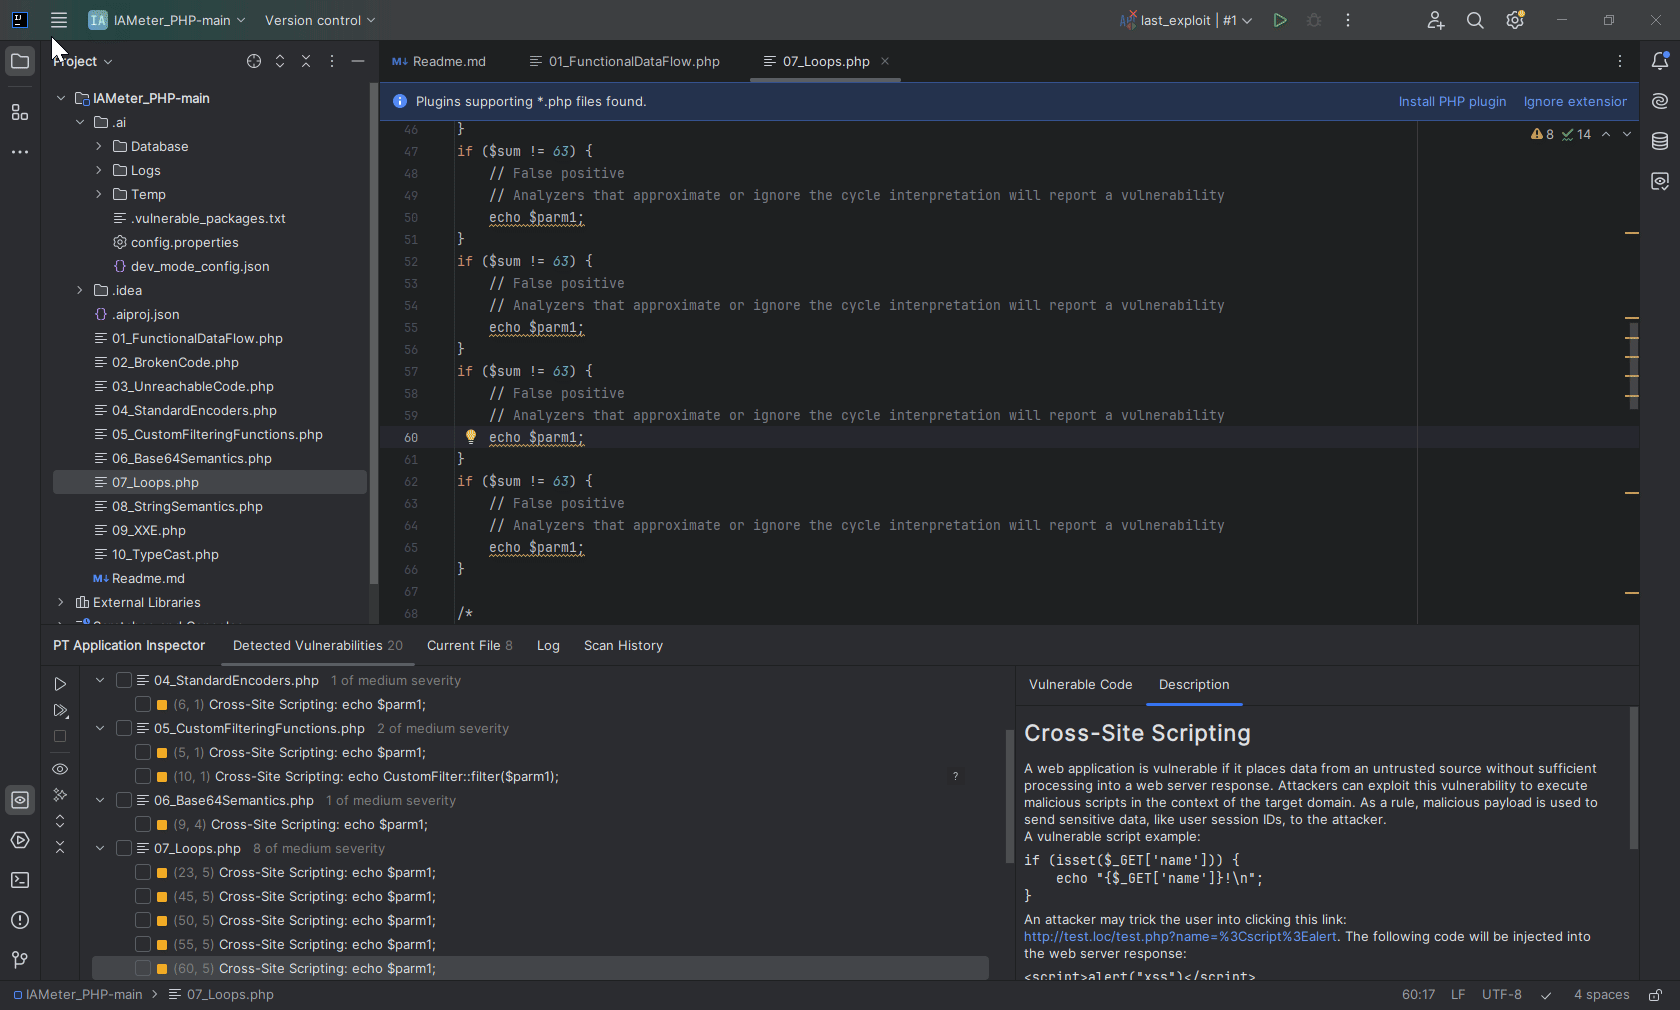 IAMeter_PHP-main
Version control
last_exploit | #1
Project
Readme.md
01_FunctionalDataFlow.php
07_Loops.php
Plugins supporting *.php files found.
Install PHP plugin
Ignore extensior
IAMeter_PHP-main
.ai
Database
Logs
Temp
.vulnerable_packages.txt
config.properties
dev_mode_config.json
.idea
.aiproj.json
01_FunctionalDataFlow.php
02_BrokenCode.php
03_UnreachableCode.php
04_StandardEncoders.php
05_CustomFilteringFunctions.php
06_Base64Semantics.php
07_Loops.php
08_StringSemantics.php
09_XXE.php
10_TypeCast.php
Readme.md
External Libraries
8 14
46 }
47 if ($sum != 63) {
48 // False positive
49 // Analyzers that approximate or ignore the cycle interpretation will report a vulnerability
50 echo $parm1;
51 }
52 if ($sum != 63) {
53 // False positive
54 // Analyzers that approximate or ignore the cycle interpretation will report a vulnerability
55 echo $parm1;
56 }
57 if ($sum != 63) {
58 // False positive
59 // Analyzers that approximate or ignore the cycle interpretation will report a vulnerability
60 echo $parm1;
61 }
62 if ($sum != 63) {
63 // False positive
64 // Analyzers that approximate or ignore the cycle interpretation will report a vulnerability
65 echo $parm1;
66 }
67
68 /*
PT Application Inspector
Detected Vulnerabilities 20
Current File 8
Log
Scan History
04_StandardEncoders.php 1 of medium severity
(6, 1) Cross-Site Scripting: echo $parm1;
05_CustomFilteringFunctions.php 2 of medium severity
(5, 1) Cross-Site Scripting: echo $parm1;
(10, 1) Cross-Site Scripting: echo CustomFilter::filter($parm1); ?
06_Base64Semantics.php 1 of medium severity
(9, 4) Cross-Site Scripting: echo $parm1;
07_Loops.php 8 of medium severity
(23, 5) Cross-Site Scripting: echo $parm1;
(45, 5) Cross-Site Scripting: echo $parm1;
(50, 5) Cross-Site Scripting: echo $parm1;
(55, 5) Cross-Site Scripting: echo $parm1;
(60, 5) Cross-Site Scripting: echo $parm1;
Vulnerable Code
Description
Cross-Site Scripting
A web application is vulnerable if it places data from an untrusted source without sufficient
processing into a web server response. Attackers can exploit this vulnerability to execute
malicious scripts in the context of the target domain. As a rule, malicious payload is used to
send sensitive data, like user session IDs, to the attacker.
A vulnerable script example:
if (isset($_GET['name'])) {
echo "{$_GET['name']}!\n";
}
An attacker may trick the user into clicking this link:
http://test.loc/test.php?name=%3Cscript%3Ealert. The following code will be injected into
the web server response:
<script>alert("xss")</script>
IAMeter_PHP-main > 07_Loops.php
60:17 LF UTF-8 4 spaces